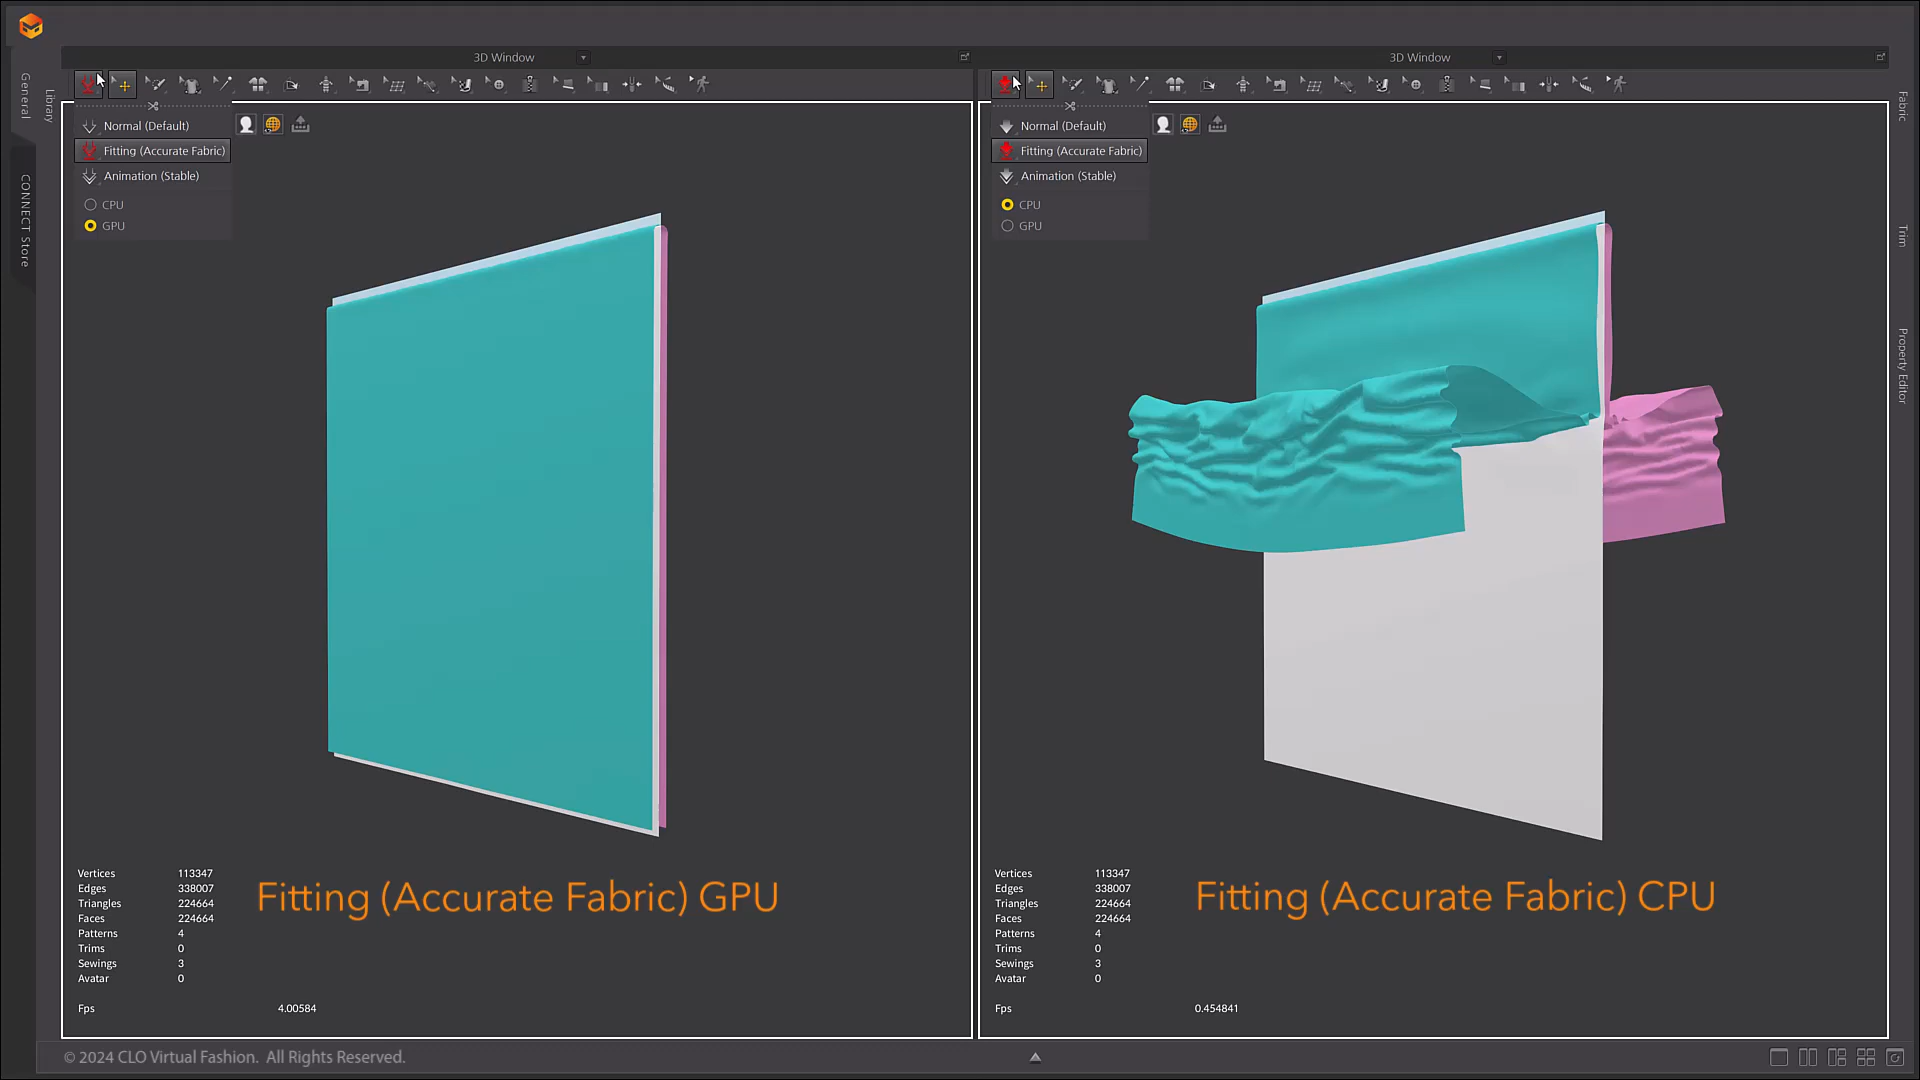 3D Window
3D Window
General
Library
CONNECT Store
Normal (Default)
Fitting (Accurate Fabric)
Animation (Stable)
CPU
GPU
Normal (Default)
Fitting (Accurate Fabric)
Animation (Stable)
CPU
GPU
Fabric
Trim
Property Editor
Vertices 113347
Edges 338007
Triangles 224664
Faces 224664
Patterns 4
Trims 0
Sewings 3
Avatar 0
Fps 4.00584
Fitting (Accurate Fabric) GPU
Vertices 113347
Edges 338007
Triangles 224664
Faces 224664
Patterns 4
Trims 0
Sewings 3
Avatar 0
Fps 0.454841
Fitting (Accurate Fabric) CPU
© 2024 CLO Virtual Fashion. All Rights Reserved.